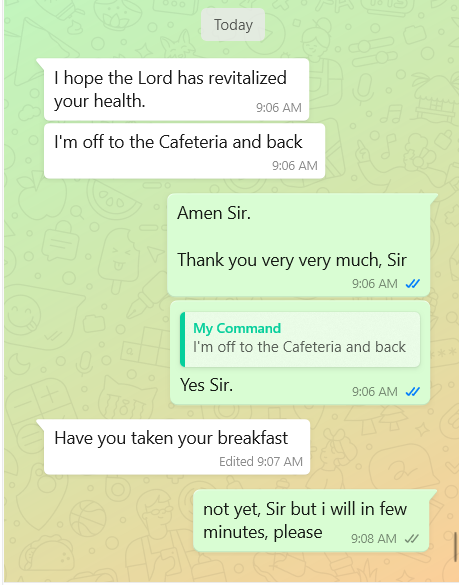 Today
I hope the Lord has revitalized
your health.
9:06 AM
I'm off to the Cafeteria and back
9:06 AM
Amen Sir.
Thank you very very much, Sir
9:06 AM
My Command
I'm off to the Cafeteria and back
Yes Sir.
9:06 AM
Have you taken your breakfast
Edited 9:07 AM
not yet, Sir but i will in few
minutes, please
9:08 AM